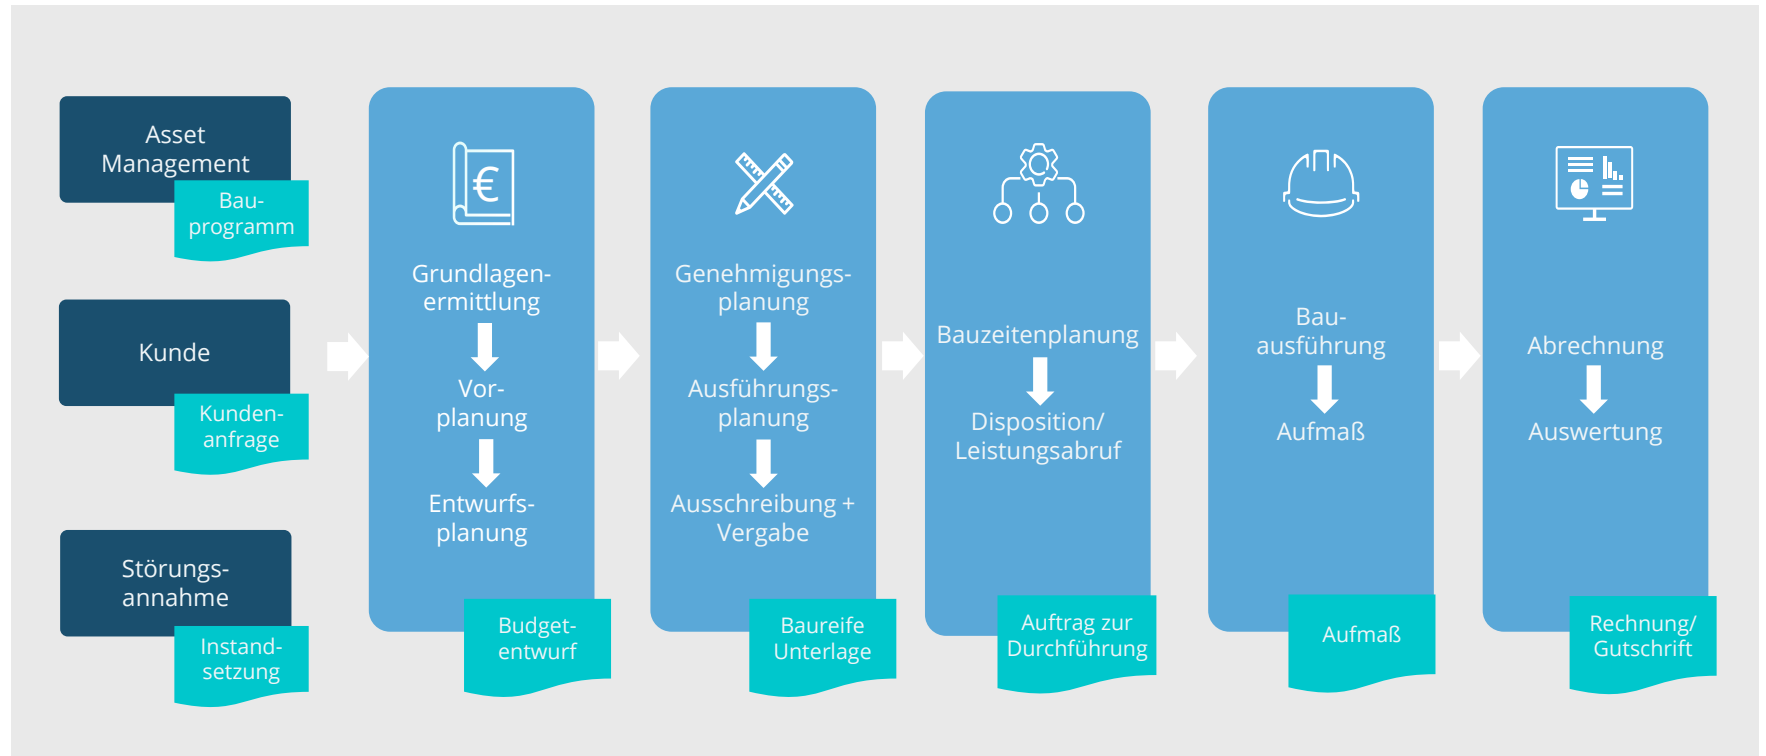 Asset
Management
Bau-
programm
Kunde
Kunden-
anfrage
Störungs-
annahme
Instand-
setzung
€
Grundlagen-
ermittlung
Vor-
planung
Entwurfs-
planung
Budget-
entwurf
Genehmigungs-
planung
Ausführungs-
planung
Ausschreibung +
Vergabe
Baureife
Unterlage
Bauzeitenplanung
Disposition/
Leistungsabruf
Auftrag zur
Durchführung
Bau-
ausführung
Aufmaß
Aufmaß
Abrechnung
Auswertung
Rechnung/
Gutschrift